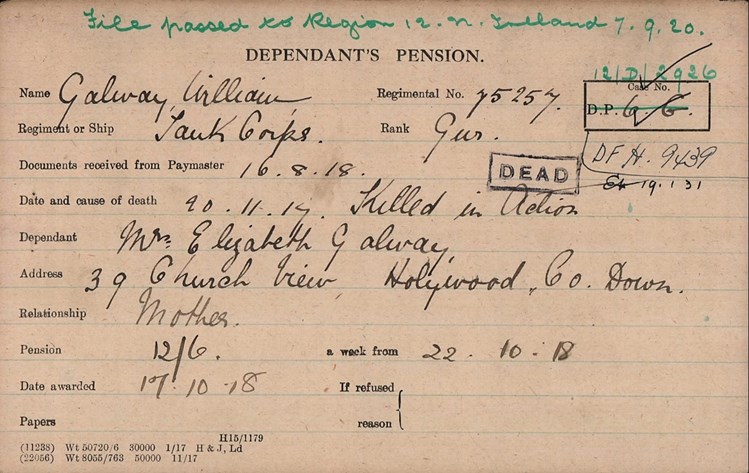 File passed to Region 12. N. Ireland 7.9.20.
DEPENDANT'S PENSION.
12/D/2926
Name Galway, William, Regimental No. 75257. Case No.
D.P. G.G.
Regiment or Ship Tank Corps. Rank Gnr.
Documents received from Paymaster 16.8.18. DEAD DF H. 9439
19.1.31
Date and cause of death 20.11.17. Killed in Action
Dependant Mrs Elizabeth Galway,
Address 39 Church View, Holywood, Co. Down.
Relationship Mother.
Pension 12/6. a week from 22.10.18
Date awarded 17.10.18 If refused
Papers reason
H15/1179
(11238) Wt 50720/6 30000 1/17 H & J, Ld
(22056) Wt 8055/763 50000 11/17